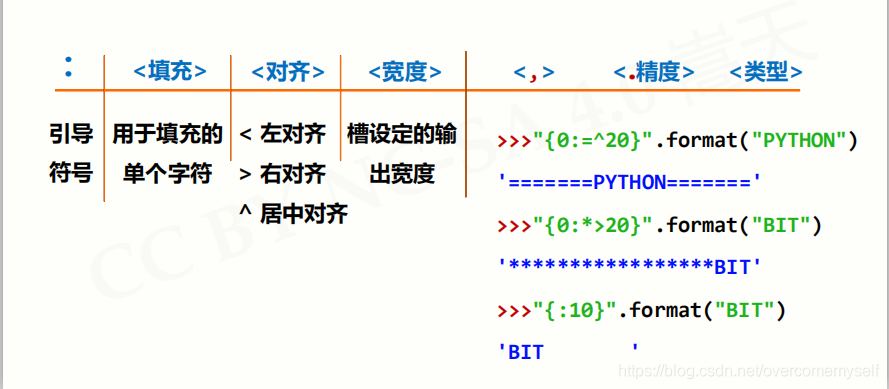 : <填充> <对齐> <宽度> <,> <.精度> <类型>
引导符号
用于填充的单个字符
< 左对齐
> 右对齐
^ 居中对齐
槽设定的输出宽度
>>>"{0:=^20}".format("PYTHON")
'=======PYTHON======='
>>>"{0:*>20}".format("BIT")
'*****************BIT'
>>>"{:10}".format("BIT")
'BIT       '
CC BY-NC-SA 4.0 嵩天
https://blog.csdn.net/overcomemyself